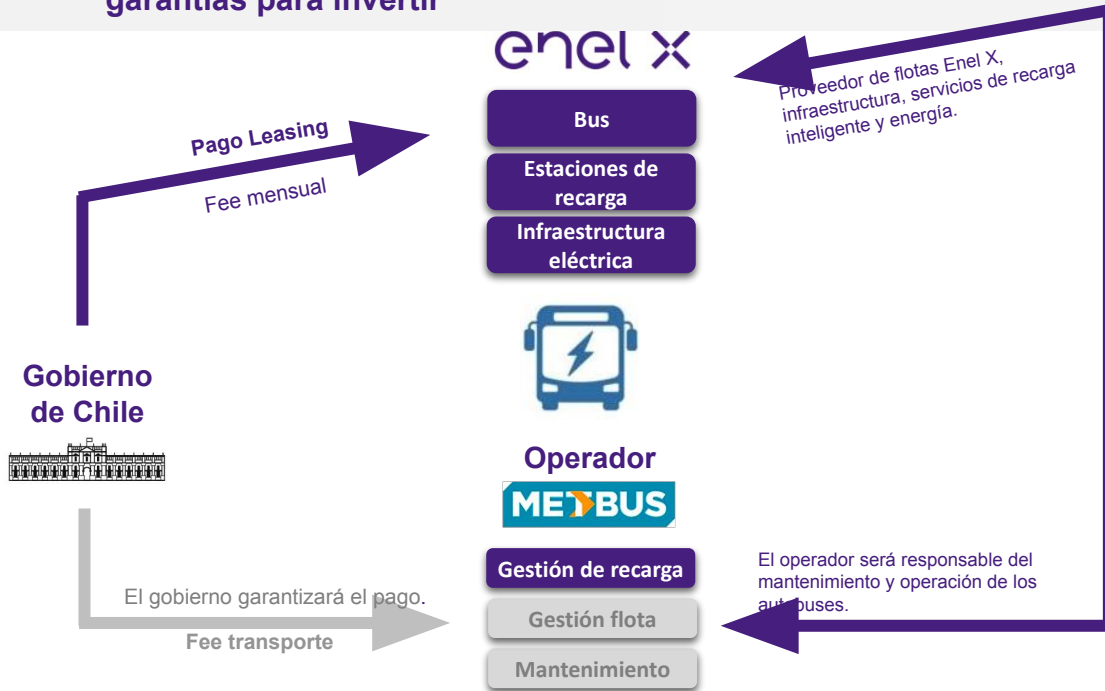 garantías para invertir
enel x
Proveedor de flotas Enel X,
infraestructura, servicios de recarga
inteligente y energía.
Bus
Pago Leasing
Fee mensual
Estaciones de
recarga
Infraestructura
eléctrica
Gobierno
de Chile
Operador
METBUS
Gestión de recarga
El operador será responsable del
mantenimiento y operación de los
autobuses.
El gobierno garantizará el pago.
Fee transporte
Gestión flota
Mantenimiento